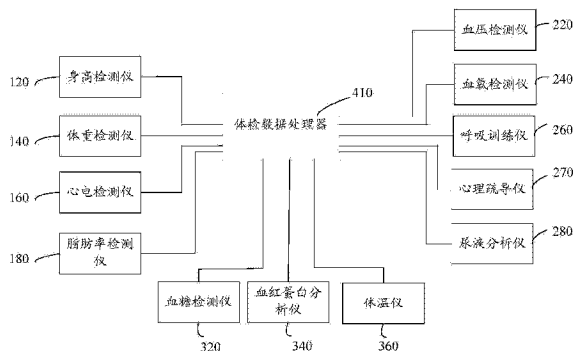 身高检测仪
120
体重检测仪
140
心电检测仪
160
脂肪率检测
仪
180
体检数据处理器
410
血压检测仪
220
血氧检测仪
240
呼吸训练仪
260
心理疏导仪
270
尿液分析仪
280
血糖检测仪
320
血红蛋白分
析仪
340
体温仪
360